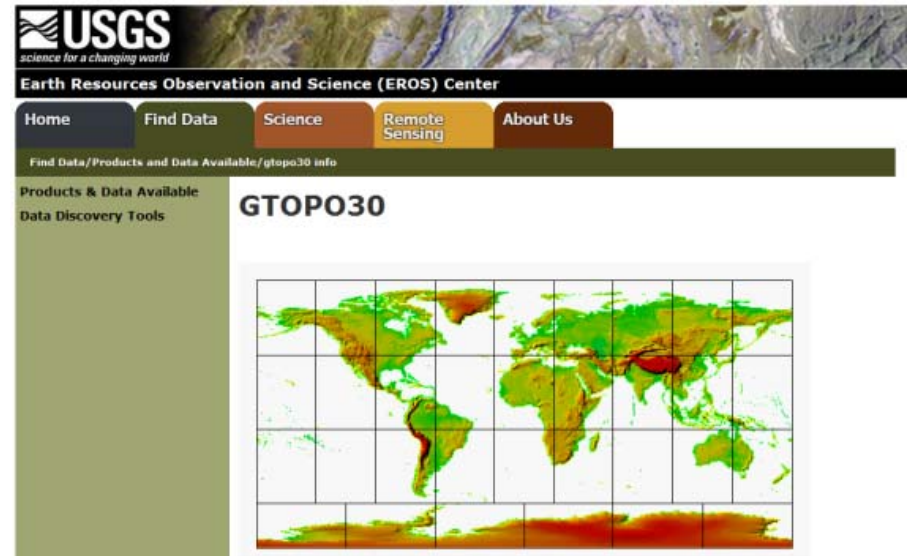 USGS
science for a changing world
Earth Resources Observation and Science (EROS) Center
Home
Find Data
Science
Remote
Sensing
About Us
Find Data/Products and Data Available/gtopo30 info
Products & Data Available
Data Discovery Tools
GTOPO30